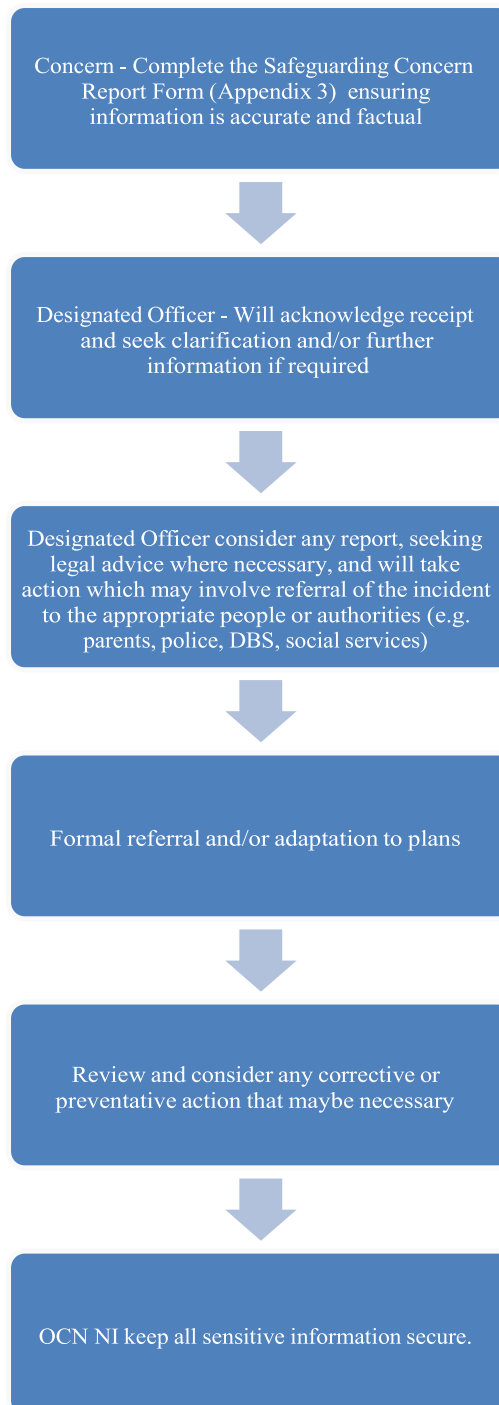 Concern - Complete the Safeguarding Concern
Report Form (Appendix 3) ensuring
information is accurate and factual
Designated Officer - Will acknowledge receipt
and seek clarification and/or further
information if required
Designated Officer consider any report, seeking
legal advice where necessary, and will take
action which may involve referral of the incident
to the appropriate people or authorities (e.g.
parents, police, DBS, social services)
Formal referral and/or adaptation to plans
Review and consider any corrective or
preventative action that maybe necessary
OCN NI keep all sensitive information secure.